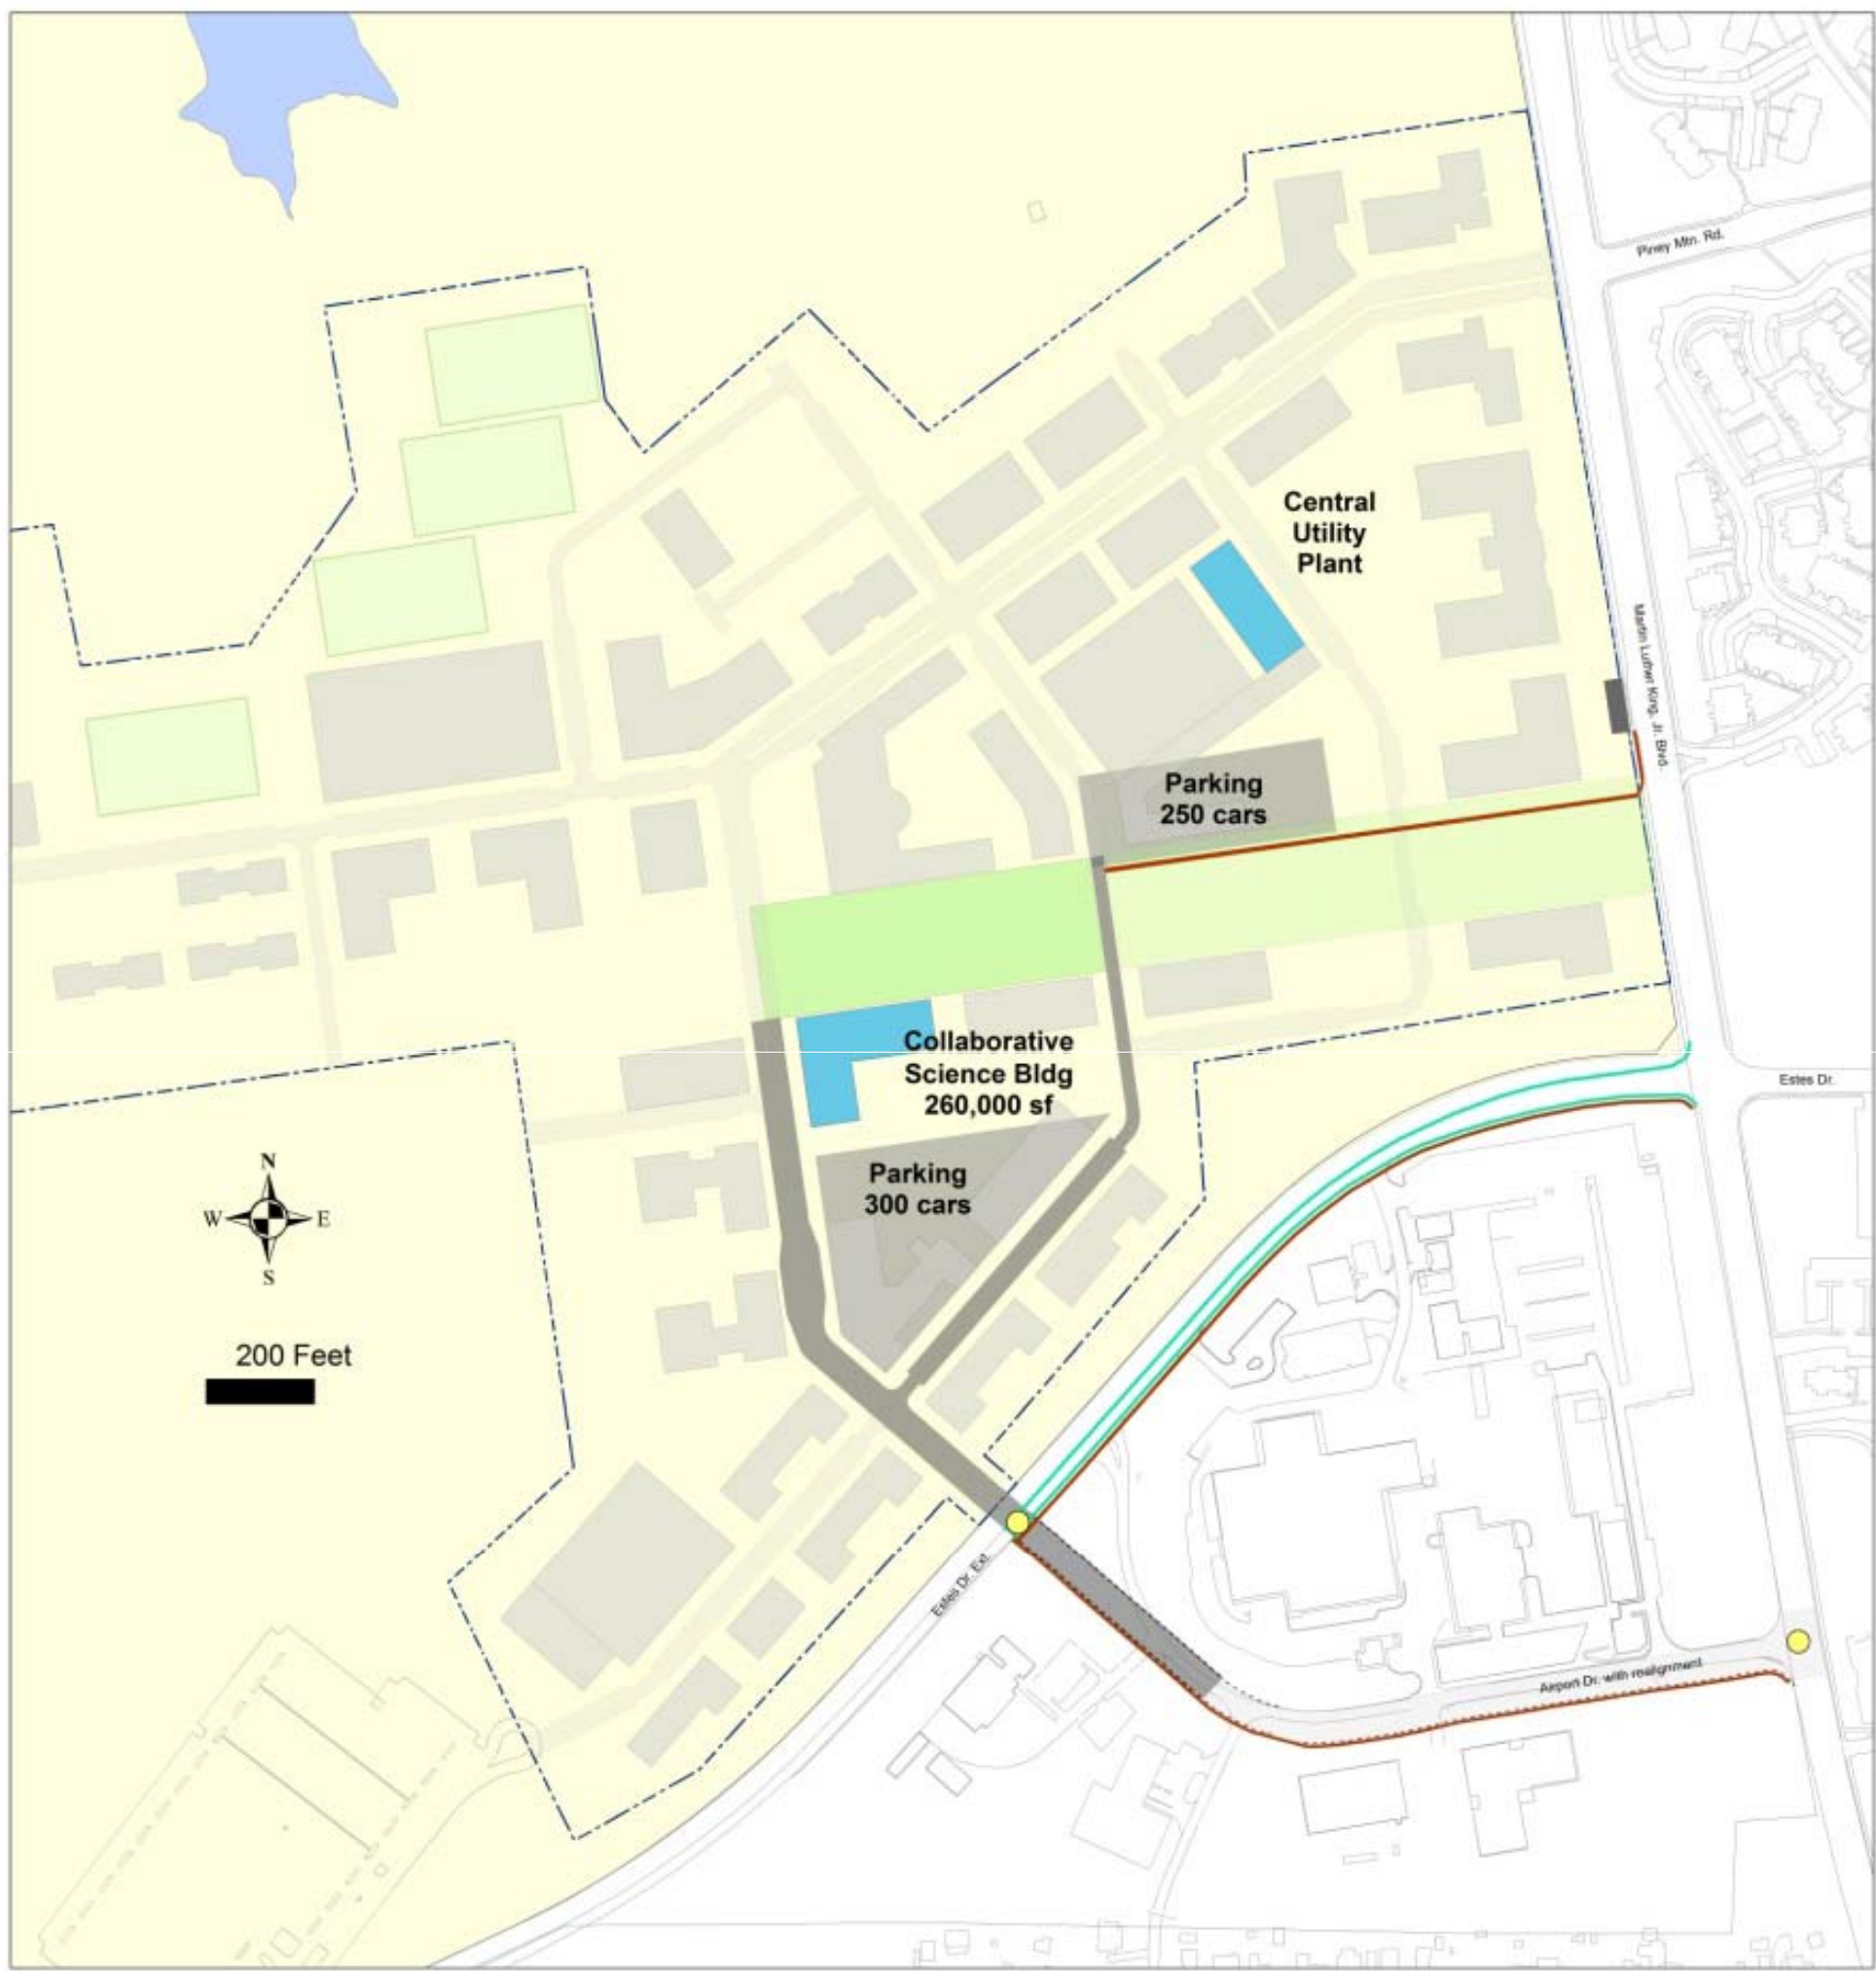 Piney Mtn. Rd.
Central
Utility
Plant
Martin Luther King, Jr. Blvd.
Parking
250 cars
Collaborative
Science Bldg
260,000 sf
Estes Dr.
Parking
300 cars
N
W
E
S
200 Feet
Estes Dr. Ext.
Airport Dr. with realignment